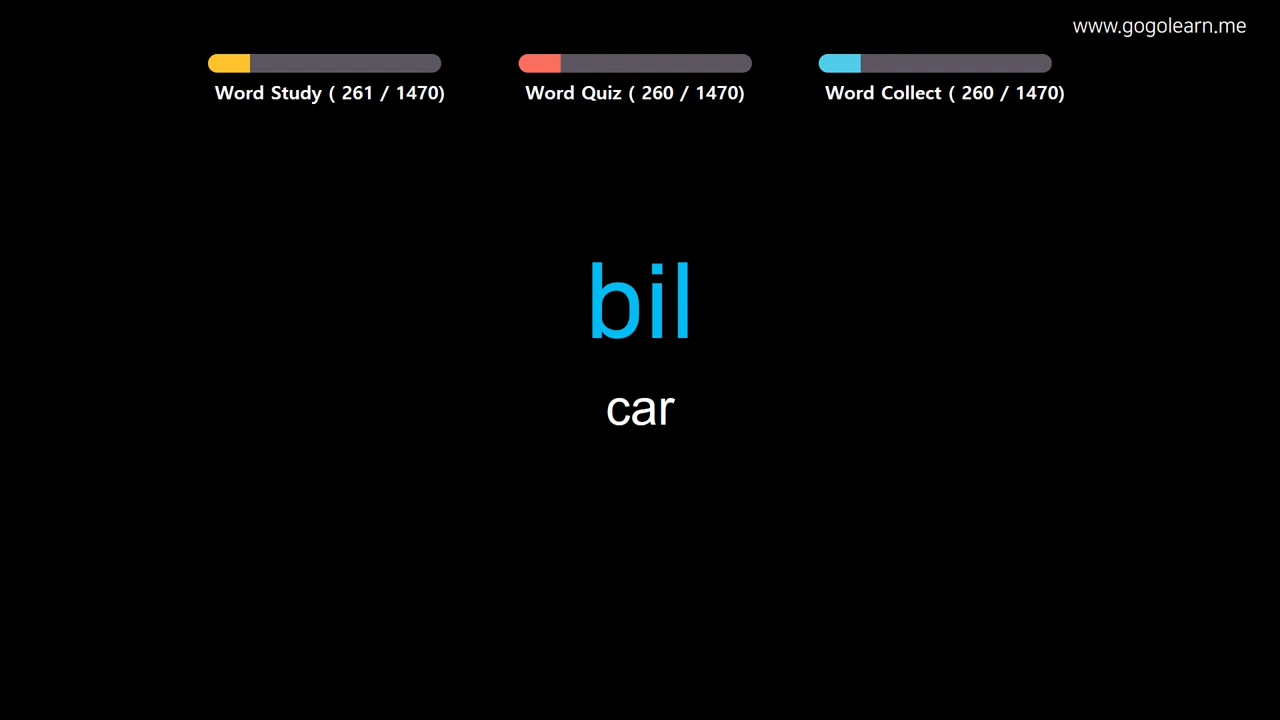 www.gogolearn.me
Word Study ( 261 / 1470)
Word Quiz ( 260 / 1470)
Word Collect ( 260 / 1470)
bil
car